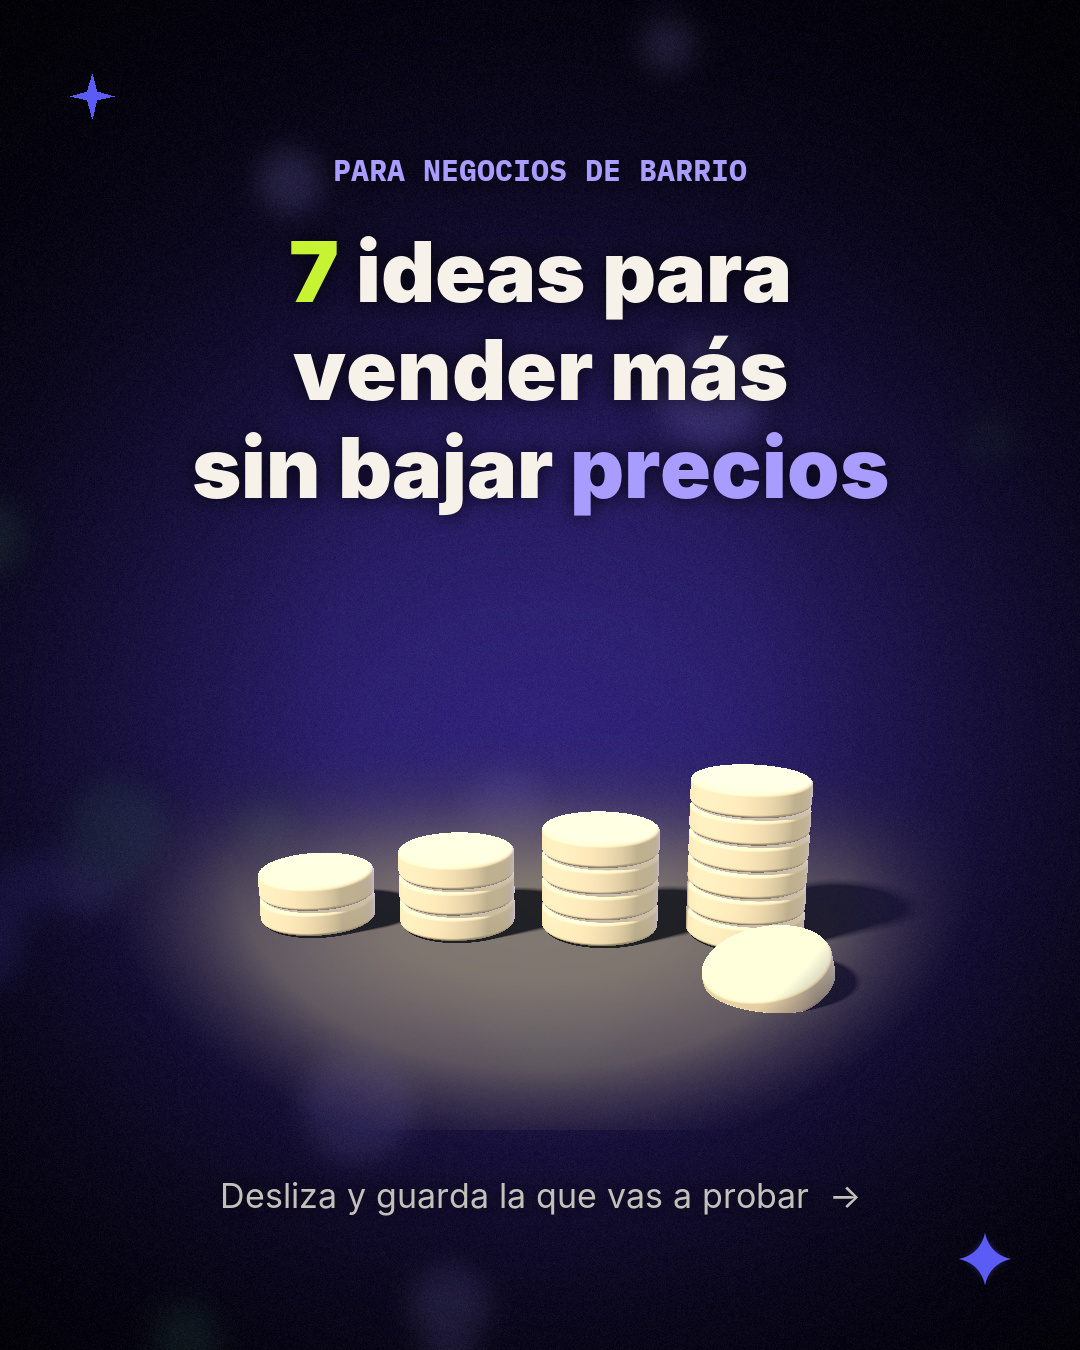 PARA NEGOCIOS DE BARRIO
7 ideas para
vender más
sin bajar precios
Desliza y guarda la que vas a probar →